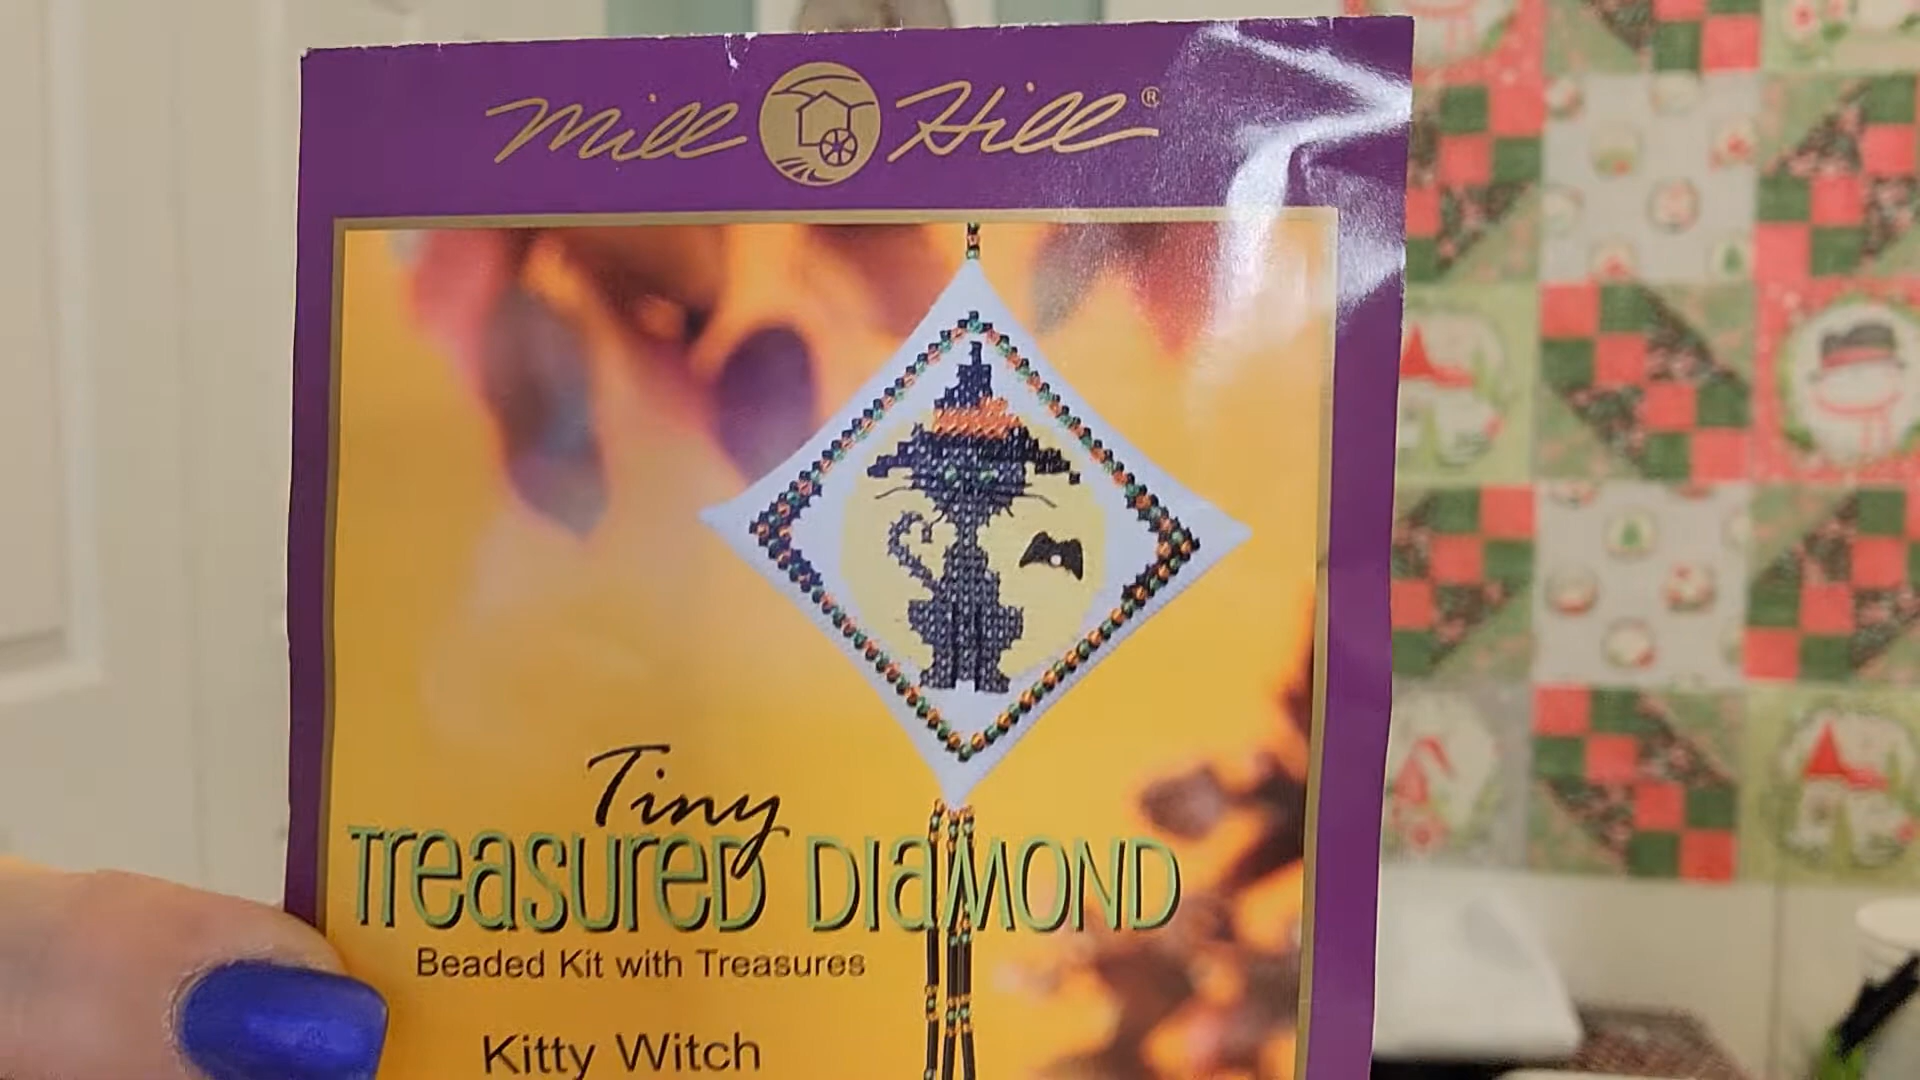 Mill Hill®
Tiny
Treasured Diamond
Beaded Kit with Treasures
Kitty Witch